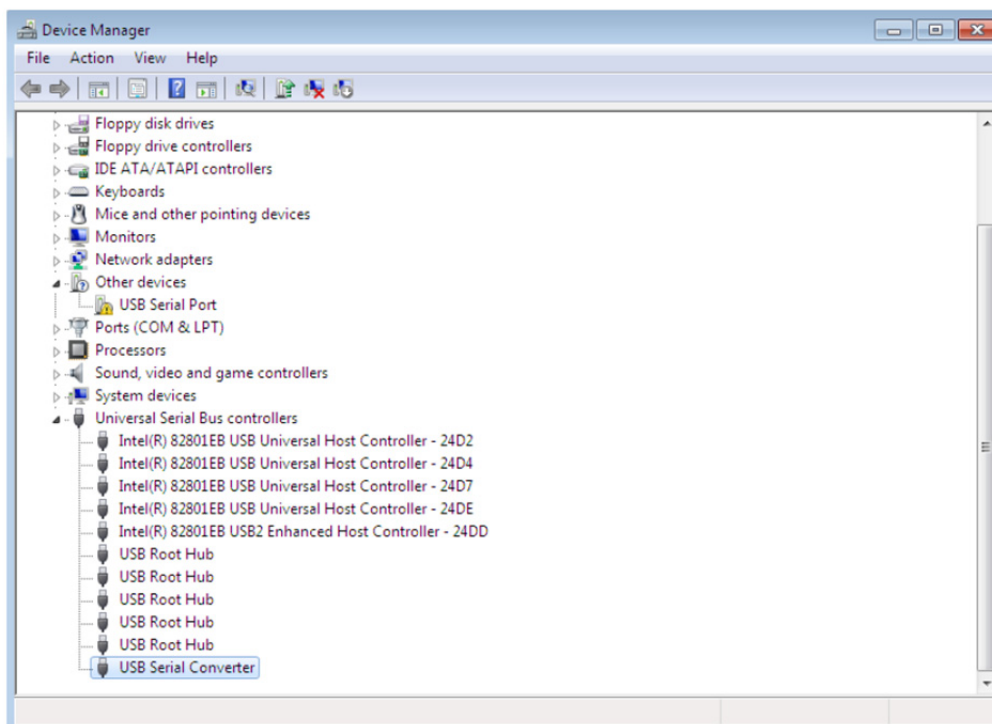 Device Manager
File Action View Help
Floppy disk drives
Floppy drive controllers
IDE ATA/ATAPI controllers
Keyboards
Mice and other pointing devices
Monitors
Network adapters
Other devices
USB Serial Port
Ports (COM & LPT)
Processors
Sound, video and game controllers
System devices
Universal Serial Bus controllers
Intel(R) 82801EB USB Universal Host Controller - 24D2
Intel(R) 82801EB USB Universal Host Controller - 24D4
Intel(R) 82801EB USB Universal Host Controller - 24D7
Intel(R) 82801EB USB Universal Host Controller - 24DE
Intel(R) 82801EB USB2 Enhanced Host Controller - 24DD
USB Root Hub
USB Root Hub
USB Root Hub
USB Root Hub
USB Root Hub
USB Serial Converter